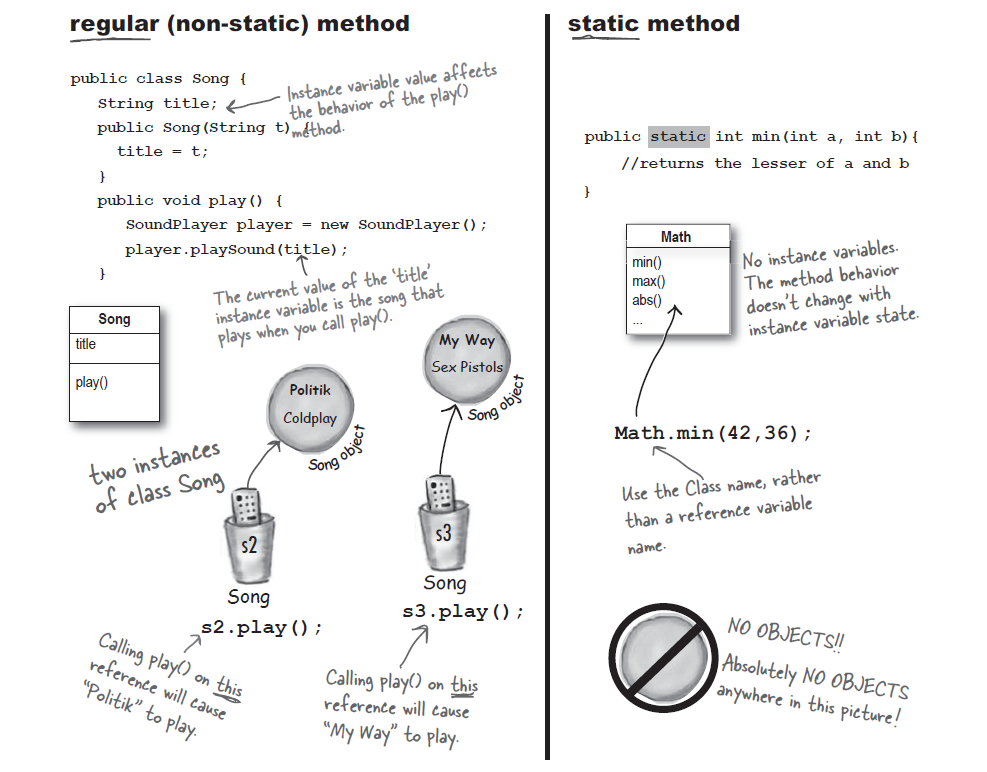 regular (non-static) method
public class Song {
String title;
Instance variable value affects
the behavior of the play()
method.
public Song(String t) {
title = t;
}
public void play() {
SoundPlayer player = new SoundPlayer();
player.playSound(title);
}
The current value of the 'title'
instance variable is the song that
plays when you call play().
Song
title
play()
Politik
Coldplay
Song object
My Way
Sex Pistols
Song object
two instances
of class Song
s2
Song
s3
Song
s2.play();
s3.play();
Calling play() on this
reference will cause
"Politik" to play.
Calling play() on this
reference will cause
"My Way" to play.
static method
public static int min(int a, int b){
//returns the lesser of a and b
}
Math
min()
max()
abs()
...
No instance variables.
The method behavior
doesn't change with
instance variable state.
Math.min(42,36);
Use the Class name, rather
than a reference variable
name.
NO OBJECTS!!
Absolutely NO OBJECTS
anywhere in this picture!